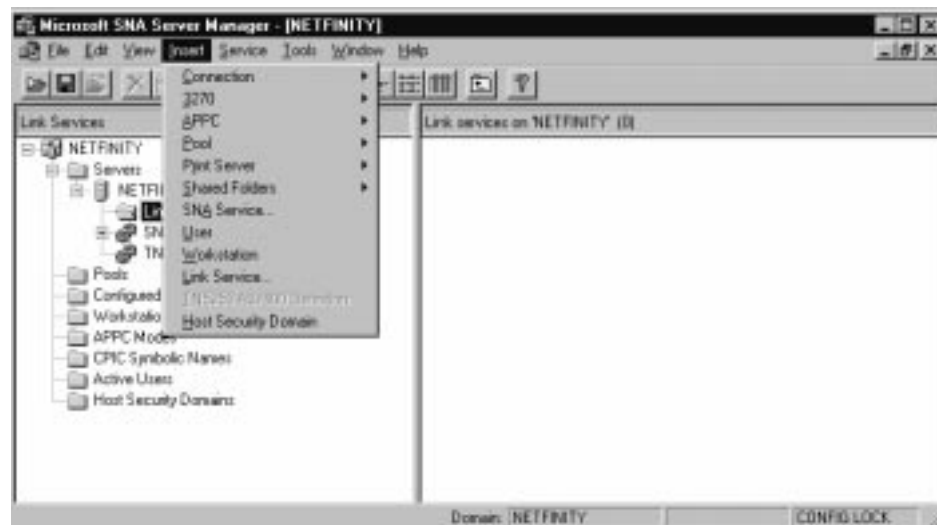 Microsoft SNA Server Manager - [NETFINITY]
File Edit View Insert Service Tools Window Help
Connection
3270
APPC
Pool
Print Server
Shared Folders
SNA Service...
User
Workstation
Link Service...
Host Security Domain
Link Services
NETFINITY
Servers
NETFI
SN
TN
Pools
Configured
Workstatio
APPC Modes
CPIC Symbolic Names
Active Users
Host Security Domains
Link services on 'NETFINITY' (0)
Domain: NETFINITY
CONFIG LOCK